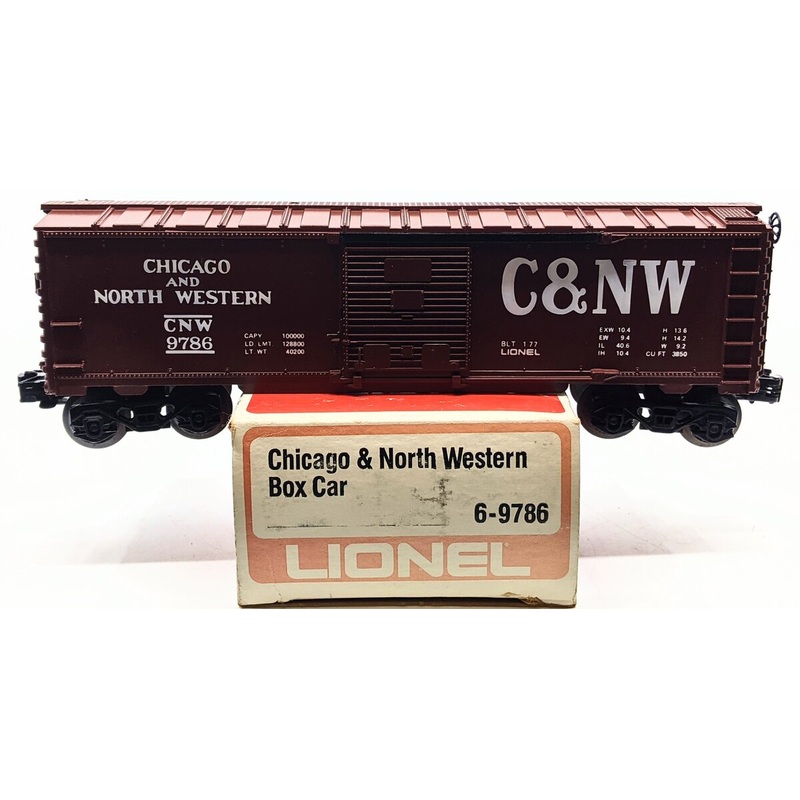 CHICAGO
AND
NORTH WESTERN
CNW
9786
CAPY 100000
LD LMT 128800
LT WT 40200
C&NW
BLT 1-77
LIONEL
EXW 10.4 H 13.6
EW 9.4 H 14.2
IL 40.6 W 9.2
IH 10.4 CU FT 3850
Chicago & North Western
Box Car
6-9786
LIONEL